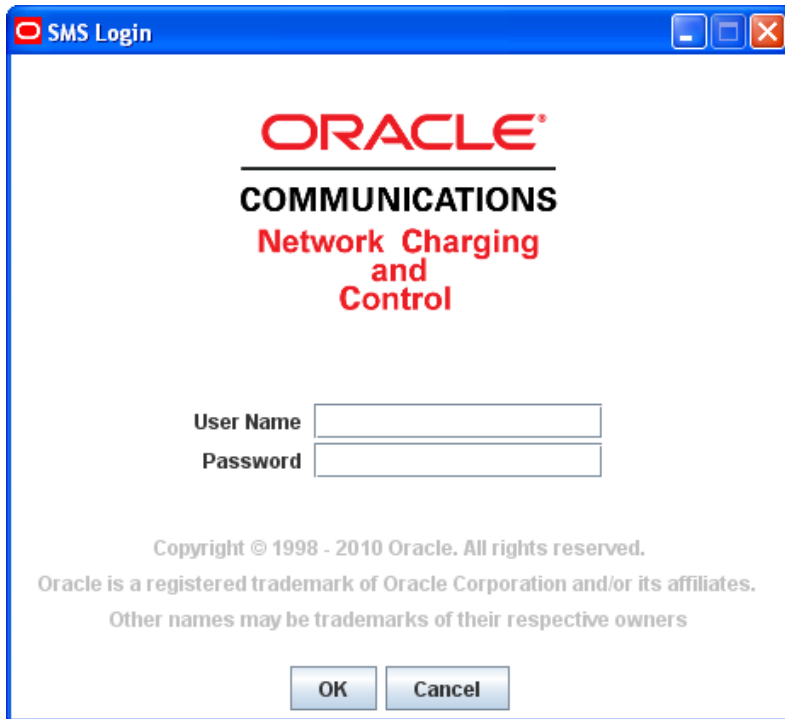 SMS Login
ORACLE®
COMMUNICATIONS
Network Charging
and
Control
User Name
Password
Copyright © 1998 - 2010 Oracle. All rights reserved.
Oracle is a registered trademark of Oracle Corporation and/or its affiliates.
Other names may be trademarks of their respective owners
OK Cancel